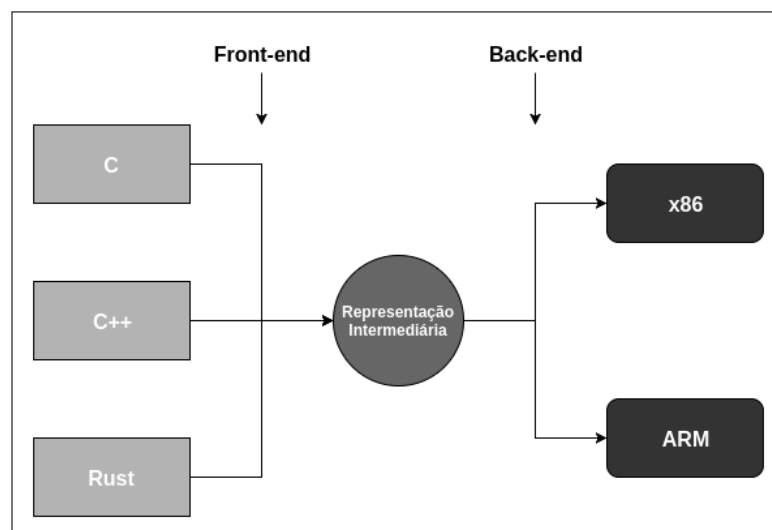 Front-end
Back-end
C
x86
C++
Representação
Intermediária
ARM
Rust